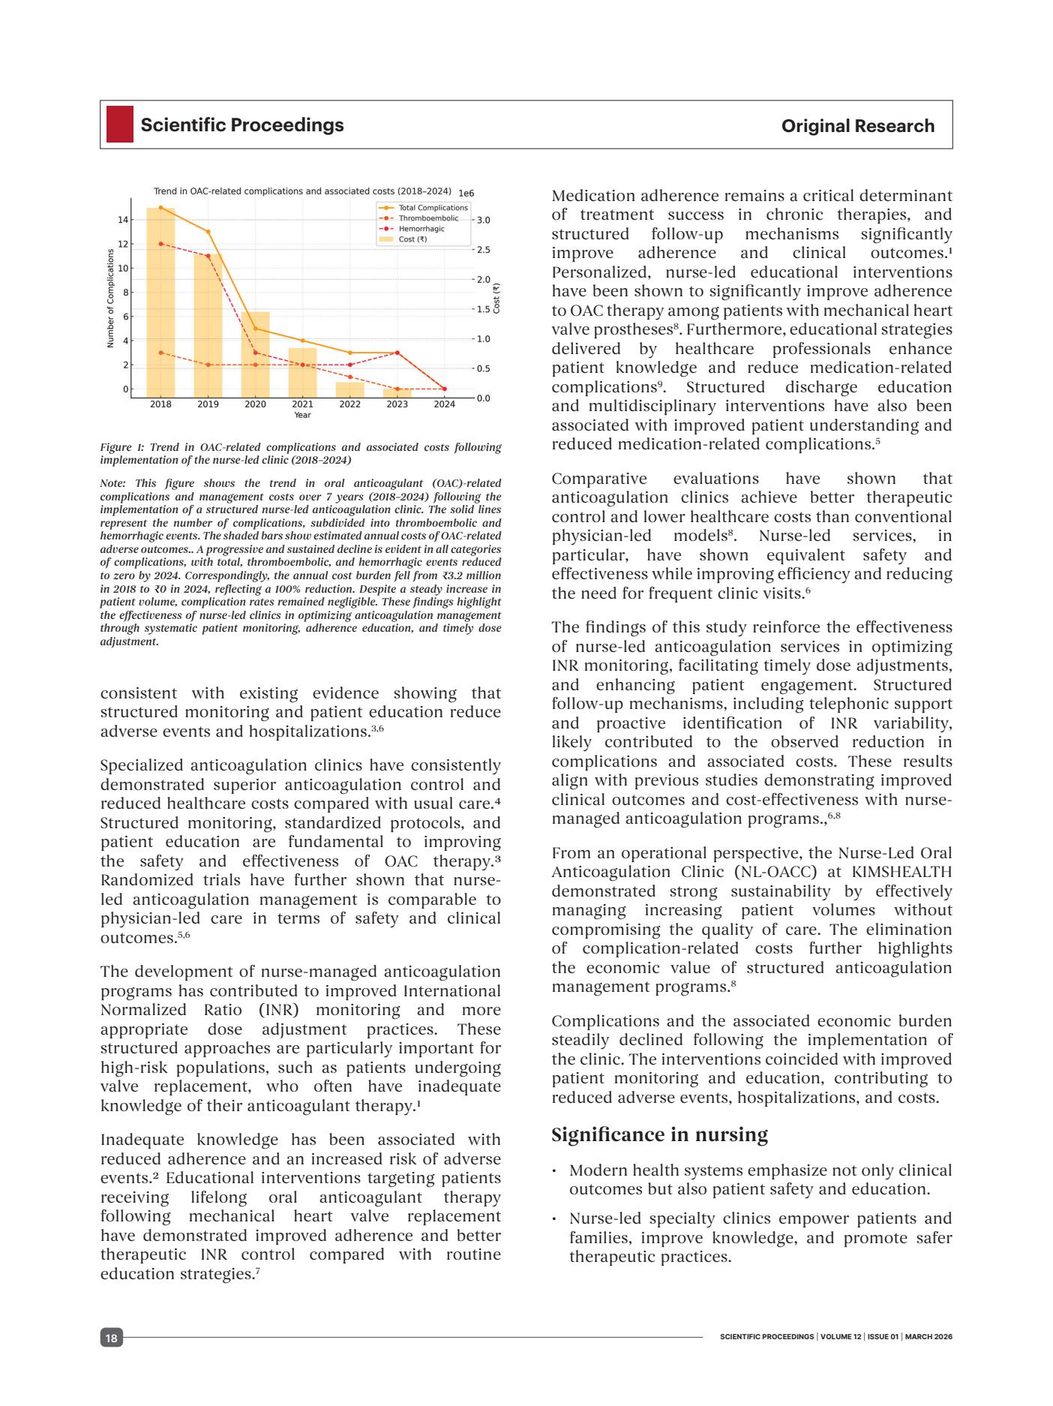 Scientific Proceedings
Original Research
Trend in OAC-related complications and associated costs (2018–2024)
1e6
Total Complications
Thromboembolic
Hemorrhagic
Cost (₹)
Number of Complications
14
12
10
8
6
4
2
0
3.0
2.5
2.0
1.5
1.0
0.5
0.0
Cost (₹)
2018 2019 2020 2021 2022 2023 2024
Year
Figure 1: Trend in OAC-related complications and associated costs following
implementation of the nurse-led clinic (2018–2024)
Note: This figure shows the trend in oral anticoagulant (OAC)-related
complications and management costs over 7 years (2018–2024) following the
implementation of a structured nurse-led anticoagulation clinic. The solid lines
represent the number of complications, subdivided into thromboembolic and
hemorrhagic events. The shaded bars show estimated annual costs of OAC-related
adverse outcomes.. A progressive and sustained decline is evident in all categories
of complications, with total, thromboembolic, and hemorrhagic events reduced
to zero by 2024. Correspondingly, the annual cost burden fell from ₹3.2 million
in 2018 to ₹0 in 2024, reflecting a 100% reduction. Despite a steady increase in
patient volume, complication rates remained negligible. These findings highlight
the effectiveness of nurse-led clinics in optimizing anticoagulation management
through systematic patient monitoring, adherence education, and timely dose
adjustment.
consistent with existing evidence showing that
structured monitoring and patient education reduce
adverse events and hospitalizations.³,⁶
Specialized anticoagulation clinics have consistently
demonstrated superior anticoagulation control and
reduced healthcare costs compared with usual care.⁴
Structured monitoring, standardized protocols, and
patient education are fundamental to improving
the safety and effectiveness of OAC therapy.³
Randomized trials have further shown that nurse-
led anticoagulation management is comparable to
physician-led care in terms of safety and clinical
outcomes.⁵,⁶
The development of nurse-managed anticoagulation
programs has contributed to improved International
Normalized Ratio (INR) monitoring and more
appropriate dose adjustment practices. These
structured approaches are particularly important for
high-risk populations, such as patients undergoing
valve replacement, who often have inadequate
knowledge of their anticoagulant therapy.¹
Inadequate knowledge has been associated with
reduced adherence and an increased risk of adverse
events.² Educational interventions targeting patients
receiving lifelong oral anticoagulant therapy
following mechanical heart valve replacement
have demonstrated improved adherence and better
therapeutic INR control compared with routine
education strategies.⁷
Medication adherence remains a critical determinant
of treatment success in chronic therapies, and
structured follow-up mechanisms significantly
improve adherence and clinical outcomes.¹
Personalized, nurse-led educational interventions
have been shown to significantly improve adherence
to OAC therapy among patients with mechanical heart
valve prostheses⁸. Furthermore, educational strategies
delivered by healthcare professionals enhance
patient knowledge and reduce medication-related
complications⁹. Structured discharge education
and multidisciplinary interventions have also been
associated with improved patient understanding and
reduced medication-related complications.⁵
Comparative evaluations have shown that
anticoagulation clinics achieve better therapeutic
control and lower healthcare costs than conventional
physician-led models⁸. Nurse-led services, in
particular, have shown equivalent safety and
effectiveness while improving efficiency and reducing
the need for frequent clinic visits.⁶
The findings of this study reinforce the effectiveness
of nurse-led anticoagulation services in optimizing
INR monitoring, facilitating timely dose adjustments,
and enhancing patient engagement. Structured
follow-up mechanisms, including telephonic support
and proactive identification of INR variability,
likely contributed to the observed reduction in
complications and associated costs. These results
align with previous studies demonstrating improved
clinical outcomes and cost-effectiveness with nurse-
managed anticoagulation programs.,⁶,⁸
From an operational perspective, the Nurse-Led Oral
Anticoagulation Clinic (NL-OACC) at KIMSHEALTH
demonstrated strong sustainability by effectively
managing increasing patient volumes without
compromising the quality of care. The elimination
of complication-related costs further highlights
the economic value of structured anticoagulation
management programs.⁸
Complications and the associated economic burden
steadily declined following the implementation of
the clinic. The interventions coincided with improved
patient monitoring and education, contributing to
reduced adverse events, hospitalizations, and costs.
Significance in nursing
• Modern health systems emphasize not only clinical
outcomes but also patient safety and education.
• Nurse-led specialty clinics empower patients and
families, improve knowledge, and promote safer
therapeutic practices.
18
SCIENTIFIC PROCEEDINGS | VOLUME 12 | ISSUE 01 | MARCH 2026